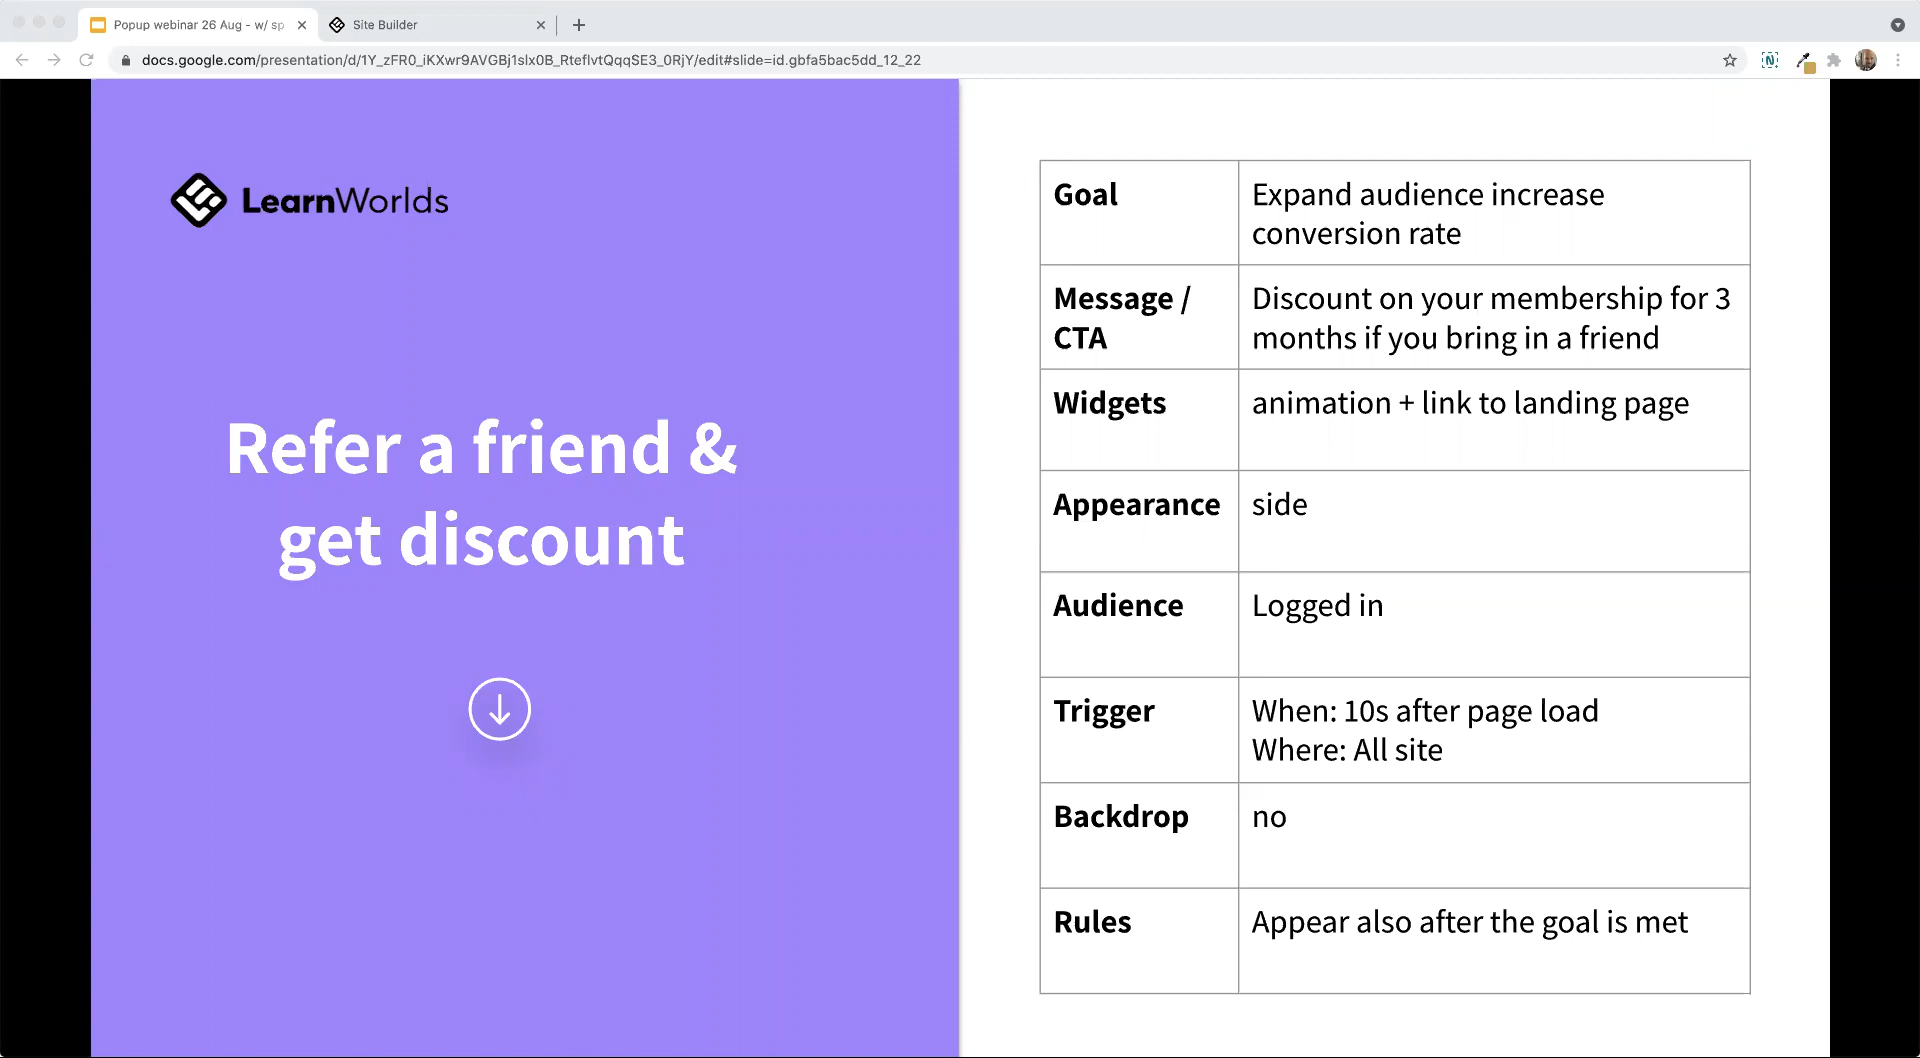 Popup webinar 26 Aug - w/ sp
Site Builder
docs.google.com/presentation/d/1Y_zFR0_iKXwr9AVGBj1slx0B_RteflvtQqqSE3_0RjY/edit#slide=id.gbfa5bac5dd_12_22
LearnWorlds
Refer a friend &
get discount
Goal
Expand audience increase
conversion rate
Message /
CTA
Discount on your membership for 3
months if you bring in a friend
Widgets
animation + link to landing page
Appearance
side
Audience
Logged in
Trigger
When: 10s after page load
Where: All site
Backdrop
no
Rules
Appear also after the goal is met